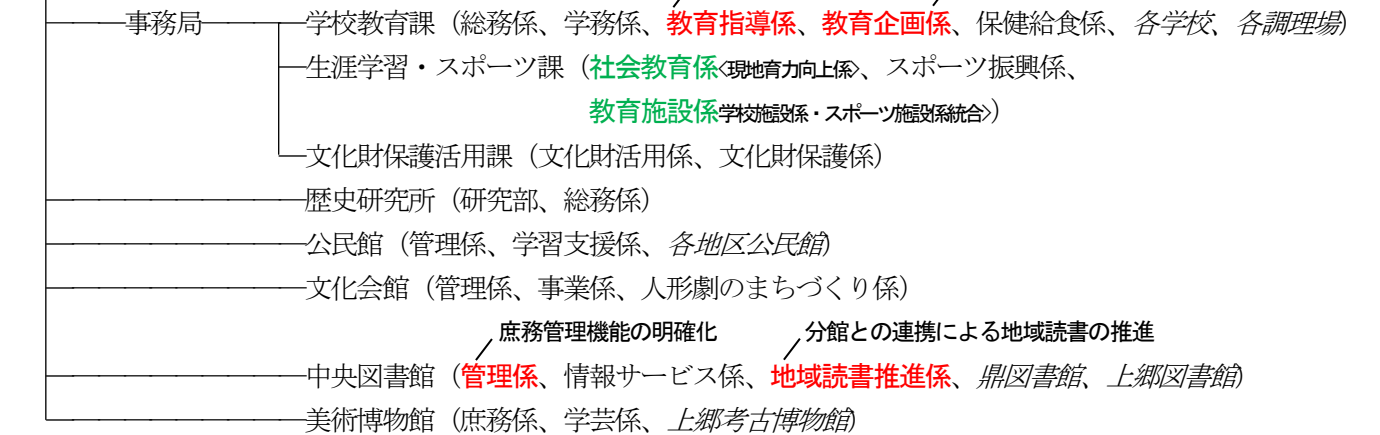 事務局 学校教育課（総務係、学務係、教育指導係、教育企画係、保健給食係、各学校、各調理場）
生涯学習・スポーツ課（社会教育係<現地育力向上係>、スポーツ振興係、
教育施設係学校施設係・スポーツ施設係統合>）
文化財保護活用課（文化財活用係、文化財保護係）
歴史研究所（研究部、総務係）
公民館（管理係、学習支援係、各地区公民館）
文化会館（管理係、事業係、人形劇のまちづくり係）
庶務管理機能の明確化 分館との連携による地域読書の推進
中央図書館（管理係、情報サービス係、地域読書推進係、鼎図書館、上郷図書館）
美術博物館（庶務係、学芸係、上郷考古博物館）